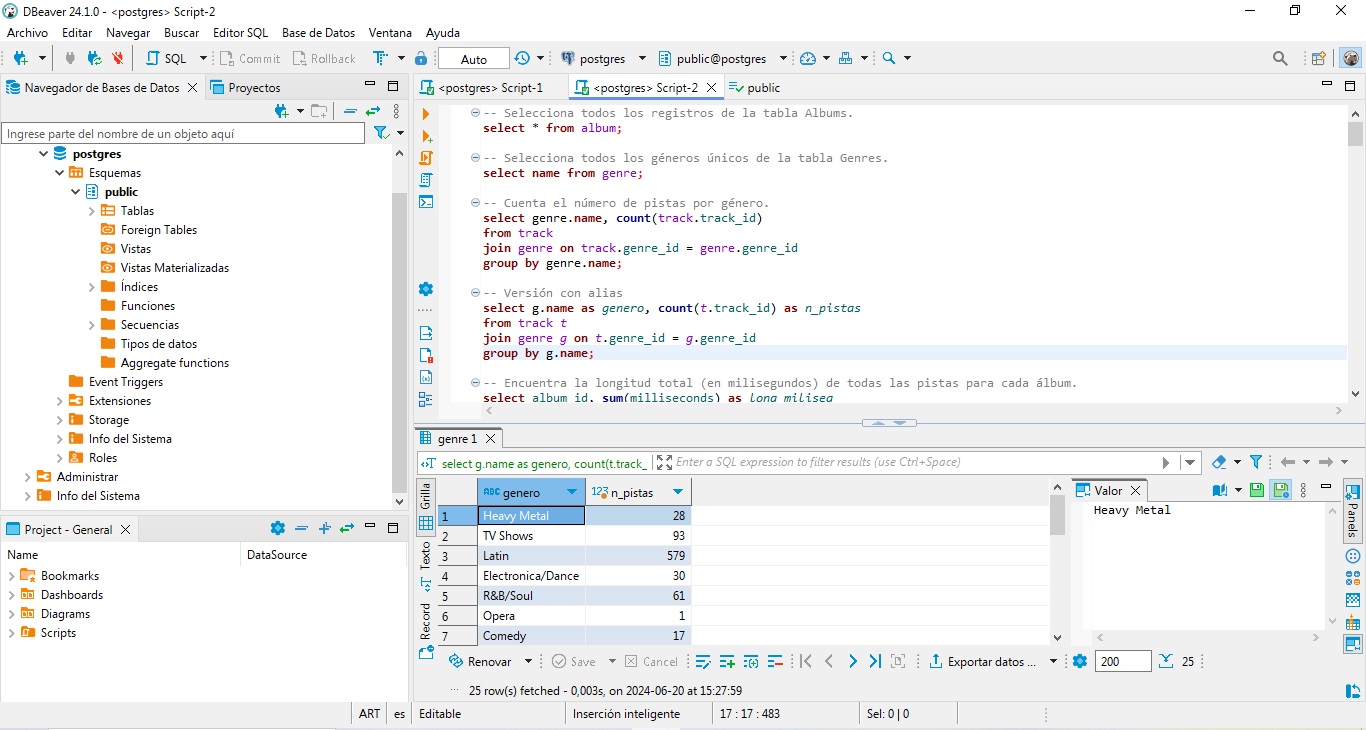 DBeaver 24.1.0 - <postgres> Script-2
Archivo Editar Navegar Buscar Editor SQL Base de Datos Ventana Ayuda
SQL Commit Rollback Auto postgres public@postgres
Navegador de Bases de Datos Proyectos
Ingrese parte del nombre de un objeto aquí
postgres
Esquemas
public
Tablas
Foreign Tables
Vistas
Vistas Materializadas
Índices
Funciones
Secuencias
Tipos de datos
Aggregate functions
Event Triggers
Extensiones
Storage
Info del Sistema
Roles
Administrar
Info del Sistema
Project - General
Name DataSource
Bookmarks
Dashboards
Diagrams
Scripts
<postgres> Script-1 <postgres> Script-2 public
-- Selecciona todos los registros de la tabla Albums.
select * from album;
-- Selecciona todos los géneros únicos de la tabla Genres.
select name from genre;
-- Cuenta el número de pistas por género.
select genre.name, count(track.track_id)
from track
join genre on track.genre_id = genre.genre_id
group by genre.name;
-- Versión con alias
select g.name as genero, count(t.track_id) as n_pistas
from track t
join genre g on t.genre_id = g.genre_id
group by g.name;
-- Encuentra la longitud total (en milisegundos) de todas las pistas para cada álbum.
select album_id, sum(milliseconds) as long_miliseg
genre 1
select g.name as genero, count(t.track_ Enter a SQL expression to filter results (use Ctrl+Space)
Grilla
Texto
Record
ABC genero 123 n_pistas
1 Heavy Metal 28
2 TV Shows 93
3 Latin 579
4 Electronica/Dance 30
5 R&B/Soul 61
6 Opera 1
7 Comedy 17
Valor
Heavy Metal
Panels
Renovar Save Cancel Exportar datos ... 200 25
25 row(s) fetched - 0,003s, on 2024-06-20 at 15:27:59
ART es Editable Inserción inteligente 17 : 17 : 483 Sel: 0 | 0